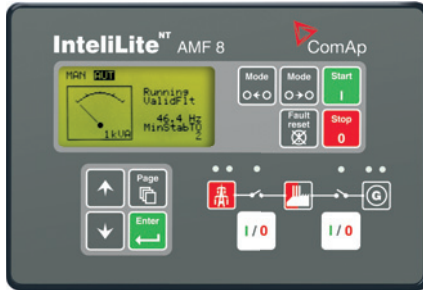 InteliLite NT AMF 8
ComAp
MAN AUT
Running
ValidFlt
46.4 Hz
MinStabTO
2
1kVA
Mode
Mode
Start
I
Fault
reset
Stop
0
Page
Enter
G
I/0
I/0